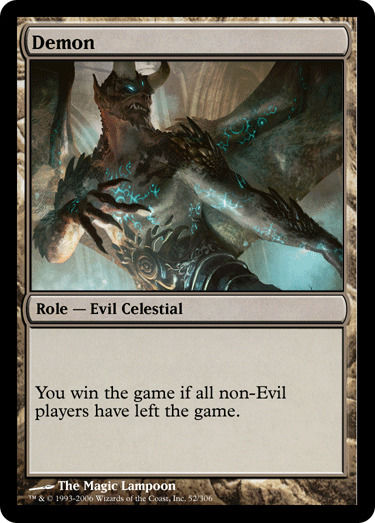 Demon
Role — Evil Celestial
You win the game if all non-Evil
players have left the game.
The Magic Lampoon
™ & © 1993-2006 Wizards of the Coast, Inc. 52/306